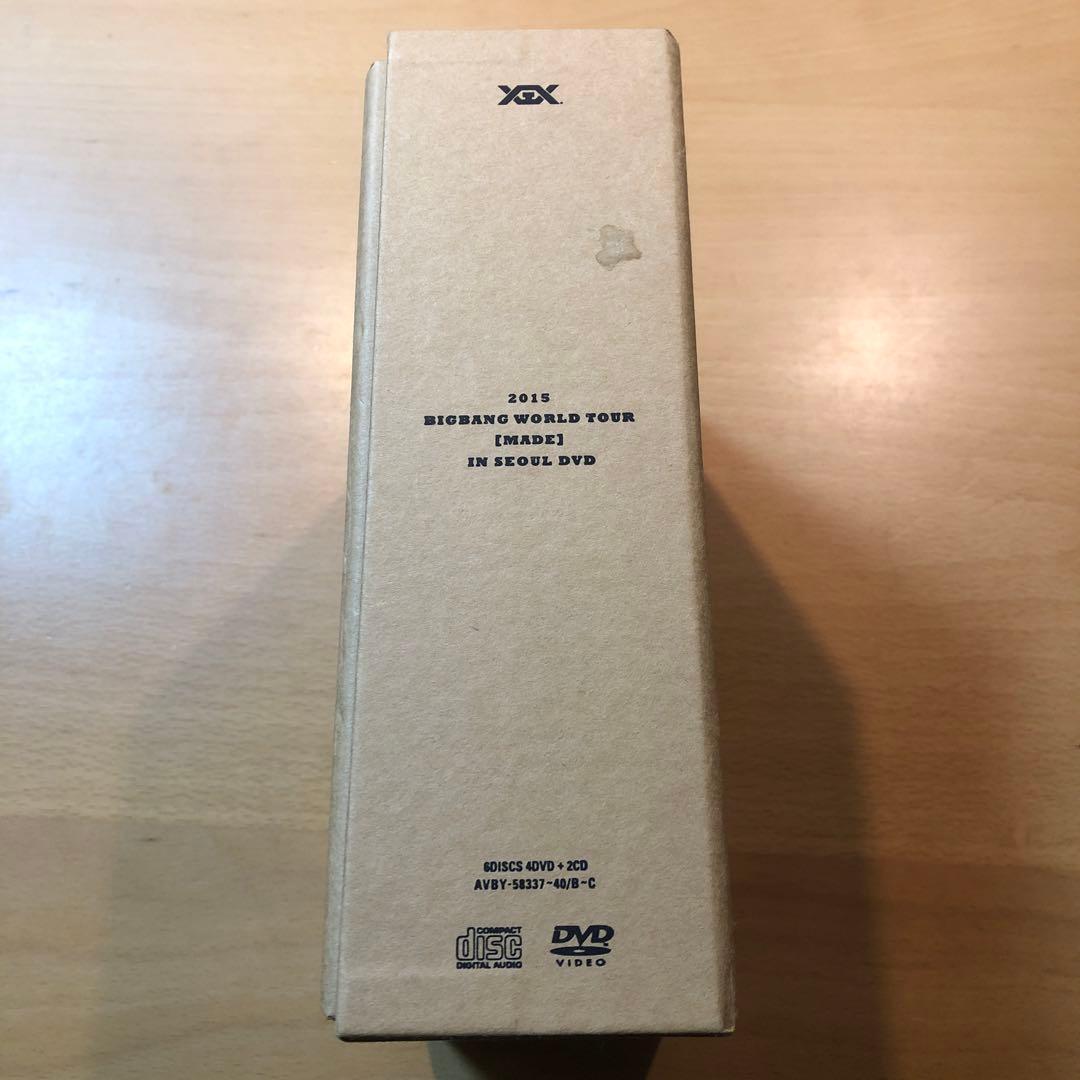 YGEX.
2015
BIGBANG WORLD TOUR
[MADE]
IN SEOUL DVD
6DISCS 4DVD + 2CD
AVBY-58337~40/B~C
COMPACT
disc
DIGITAL AUDIO
DVD
VIDEO